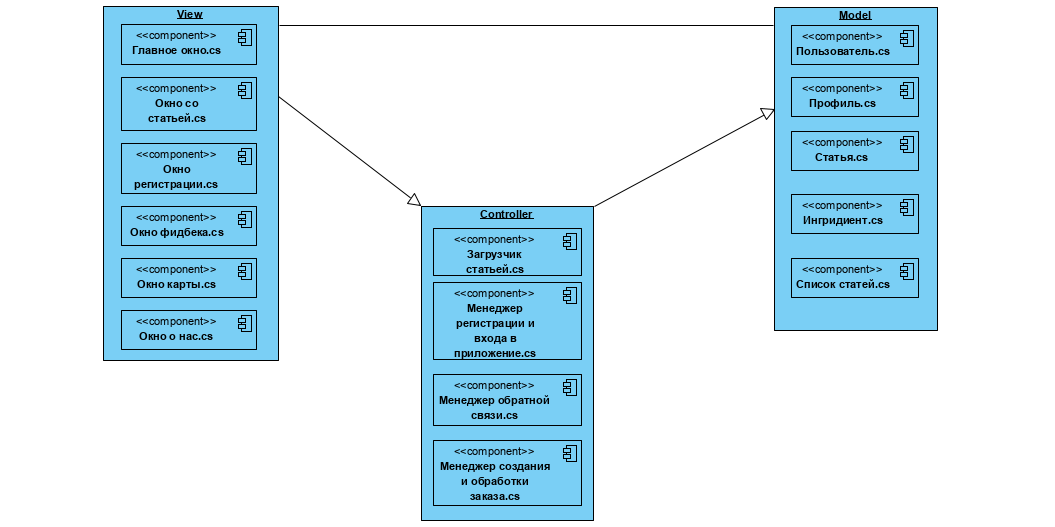 View
<<component>>
Главное окно.cs
<<component>>
Окно со
статьей.cs
<<component>>
Окно
регистрации.cs
<<component>>
Окно фидбека.cs
<<component>>
Окно карты.cs
<<component>>
Окно о нас.cs
Controller
<<component>>
Загрузчик
статьей.cs
<<component>>
Менеджер
регистрации и
входа в
приложение.cs
<<component>>
Менеджер обратной
связи.cs
<<component>>
Менеджер создания
и обработки
заказа.cs
Model
<<component>>
Пользователь.cs
<<component>>
Профиль.cs
<<component>>
Статья.cs
<<component>>
Ингридиент.cs
<<component>>
Список статей.cs